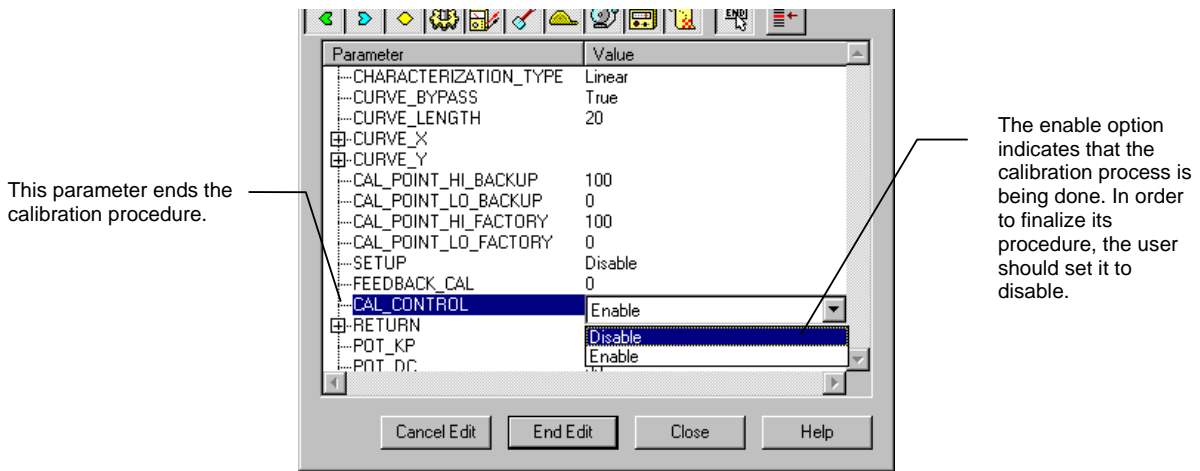 END
Parameter Value
CHARACTERIZATION_TYPE Linear
CURVE_BYPASS True
CURVE_LENGTH 20
CURVE_X
CURVE_Y
CAL_POINT_HI_BACKUP 100
CAL_POINT_LO_BACKUP 0
CAL_POINT_HI_FACTORY 100
CAL_POINT_LO_FACTORY 0
SETUP Disable
FEEDBACK_CAL 0
CAL_CONTROL Enable
RETURN
Disable
POT_KP
Enable
POT_DC
Cancel Edit End Edit Close Help
This parameter ends the
calibration procedure.
The enable option
indicates that the
calibration process is
being done. In order
to finalize its
procedure, the user
should set it to
disable.